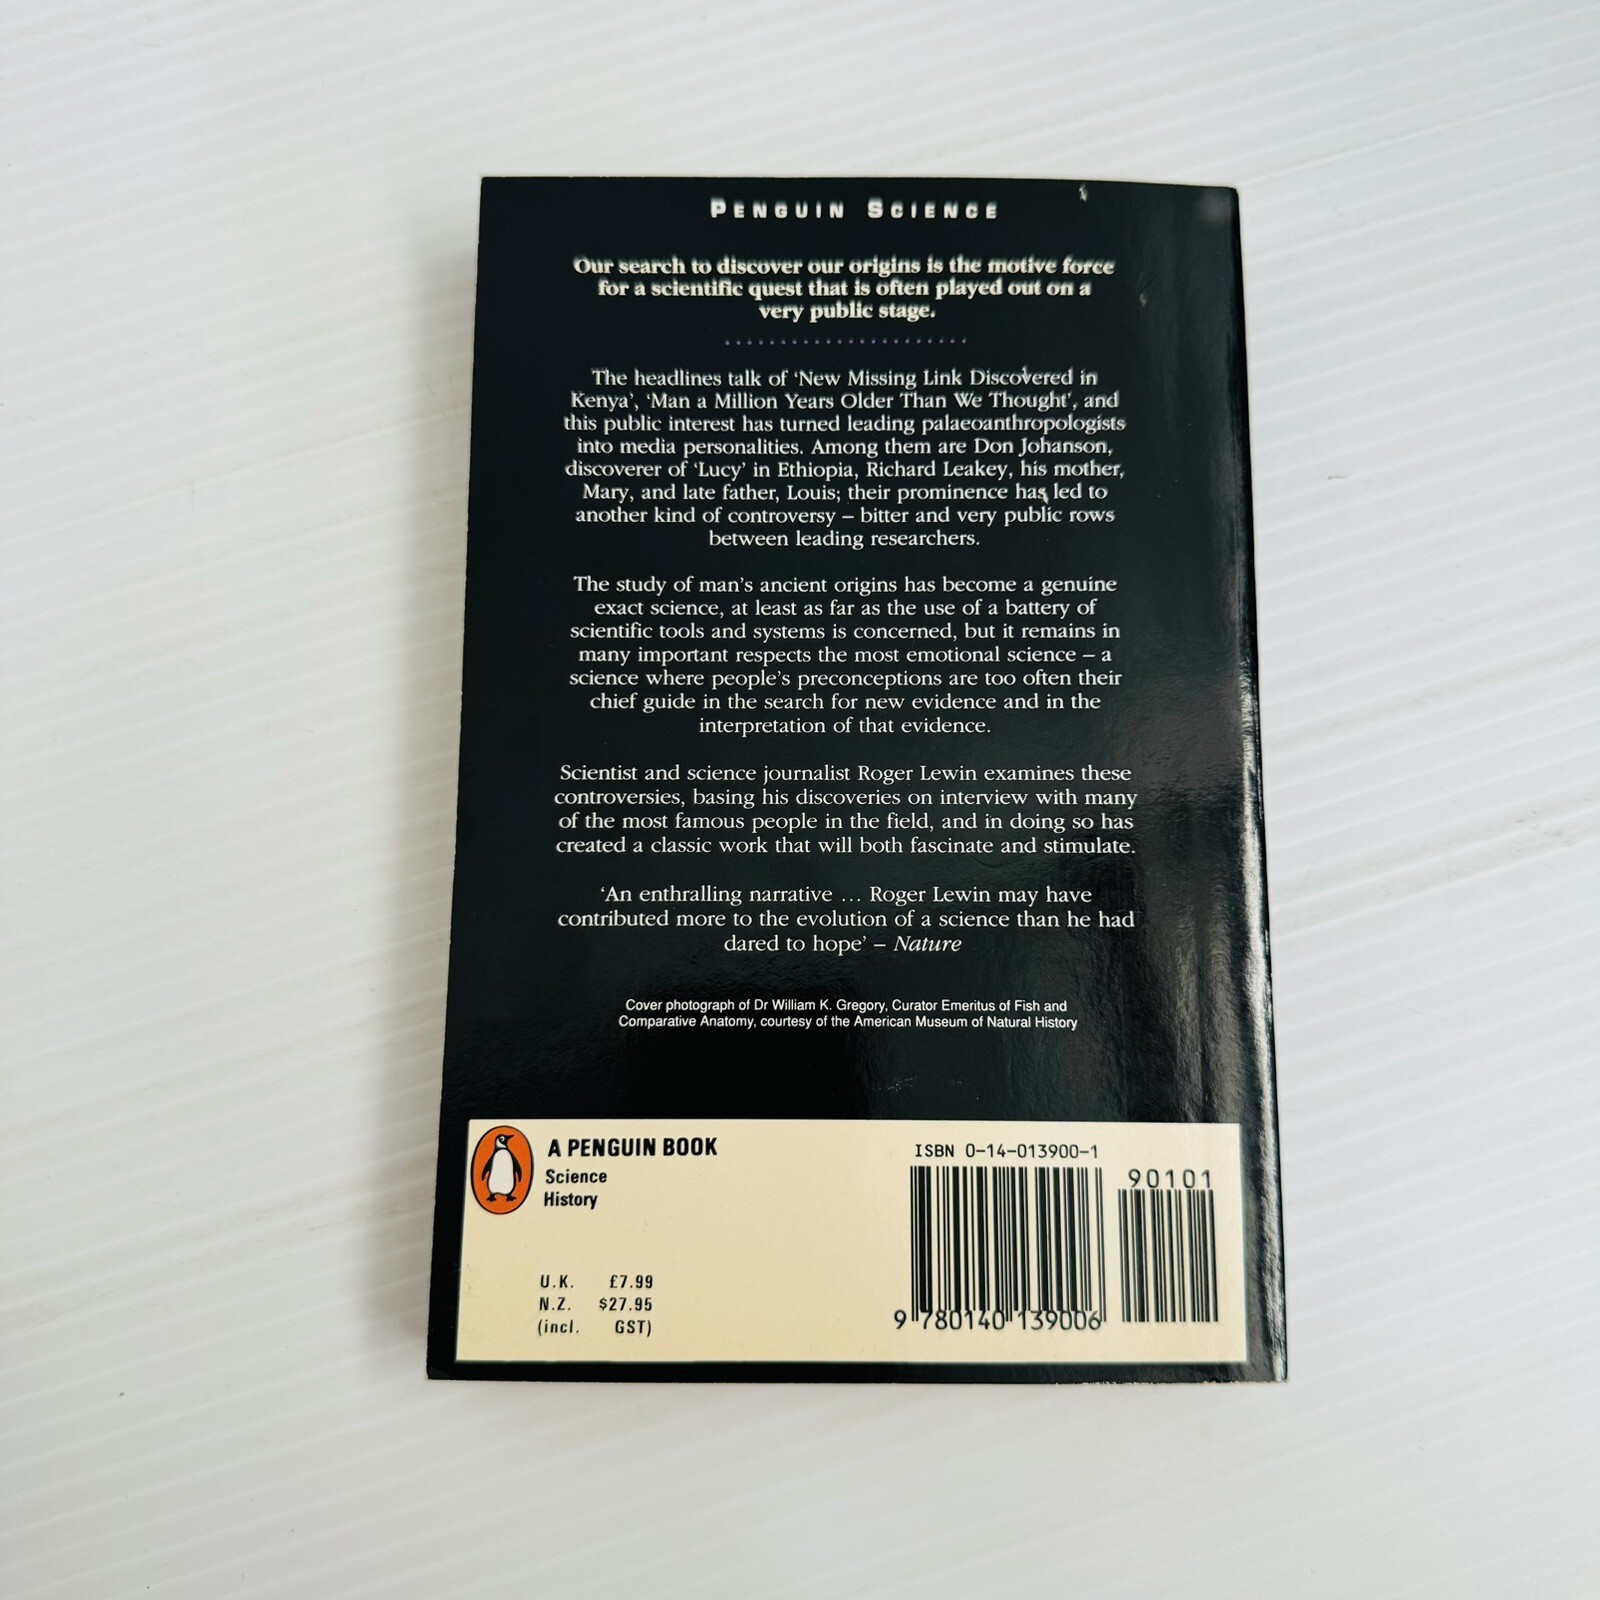 PENGUIN SCIENCE
Our search to discover our origins is the motive force
for a scientific quest that is often played out on a
very public stage.
The headlines talk of ‘New Missing Link Discovered in
Kenya’, ‘Man a Million Years Older Than We Thought’, and
this public interest has turned leading palaeoanthropologists
into media personalities. Among them are Don Johanson,
discoverer of ‘Lucy’ in Ethiopia, Richard Leakey, his mother,
Mary, and late father, Louis; their prominence has led to
another kind of controversy – bitter and very public rows
between leading researchers.
The study of man’s ancient origins has become a genuine
exact science, at least as far as the use of a battery of
scientific tools and systems is concerned, but it remains in
many important respects the most emotional science – a
science where people’s preconceptions are too often their
chief guide in the search for new evidence and in the
interpretation of that evidence.
Scientist and science journalist Roger Lewin examines these
controversies, basing his discoveries on interview with many
of the most famous people in the field, and in doing so has
created a classic work that will both fascinate and stimulate.
‘An enthralling narrative ... Roger Lewin may have
contributed more to the evolution of a science than he had
dared to hope’ – Nature
Cover photograph of Dr William K. Gregory, Curator Emeritus of Fish and
Comparative Anatomy, courtesy of the American Museum of Natural History
A PENGUIN BOOK
Science
History
U.K. £7.99
N.Z. $27.95
(incl. GST)
ISBN 0-14-013900-1
90101
9 780140 139006